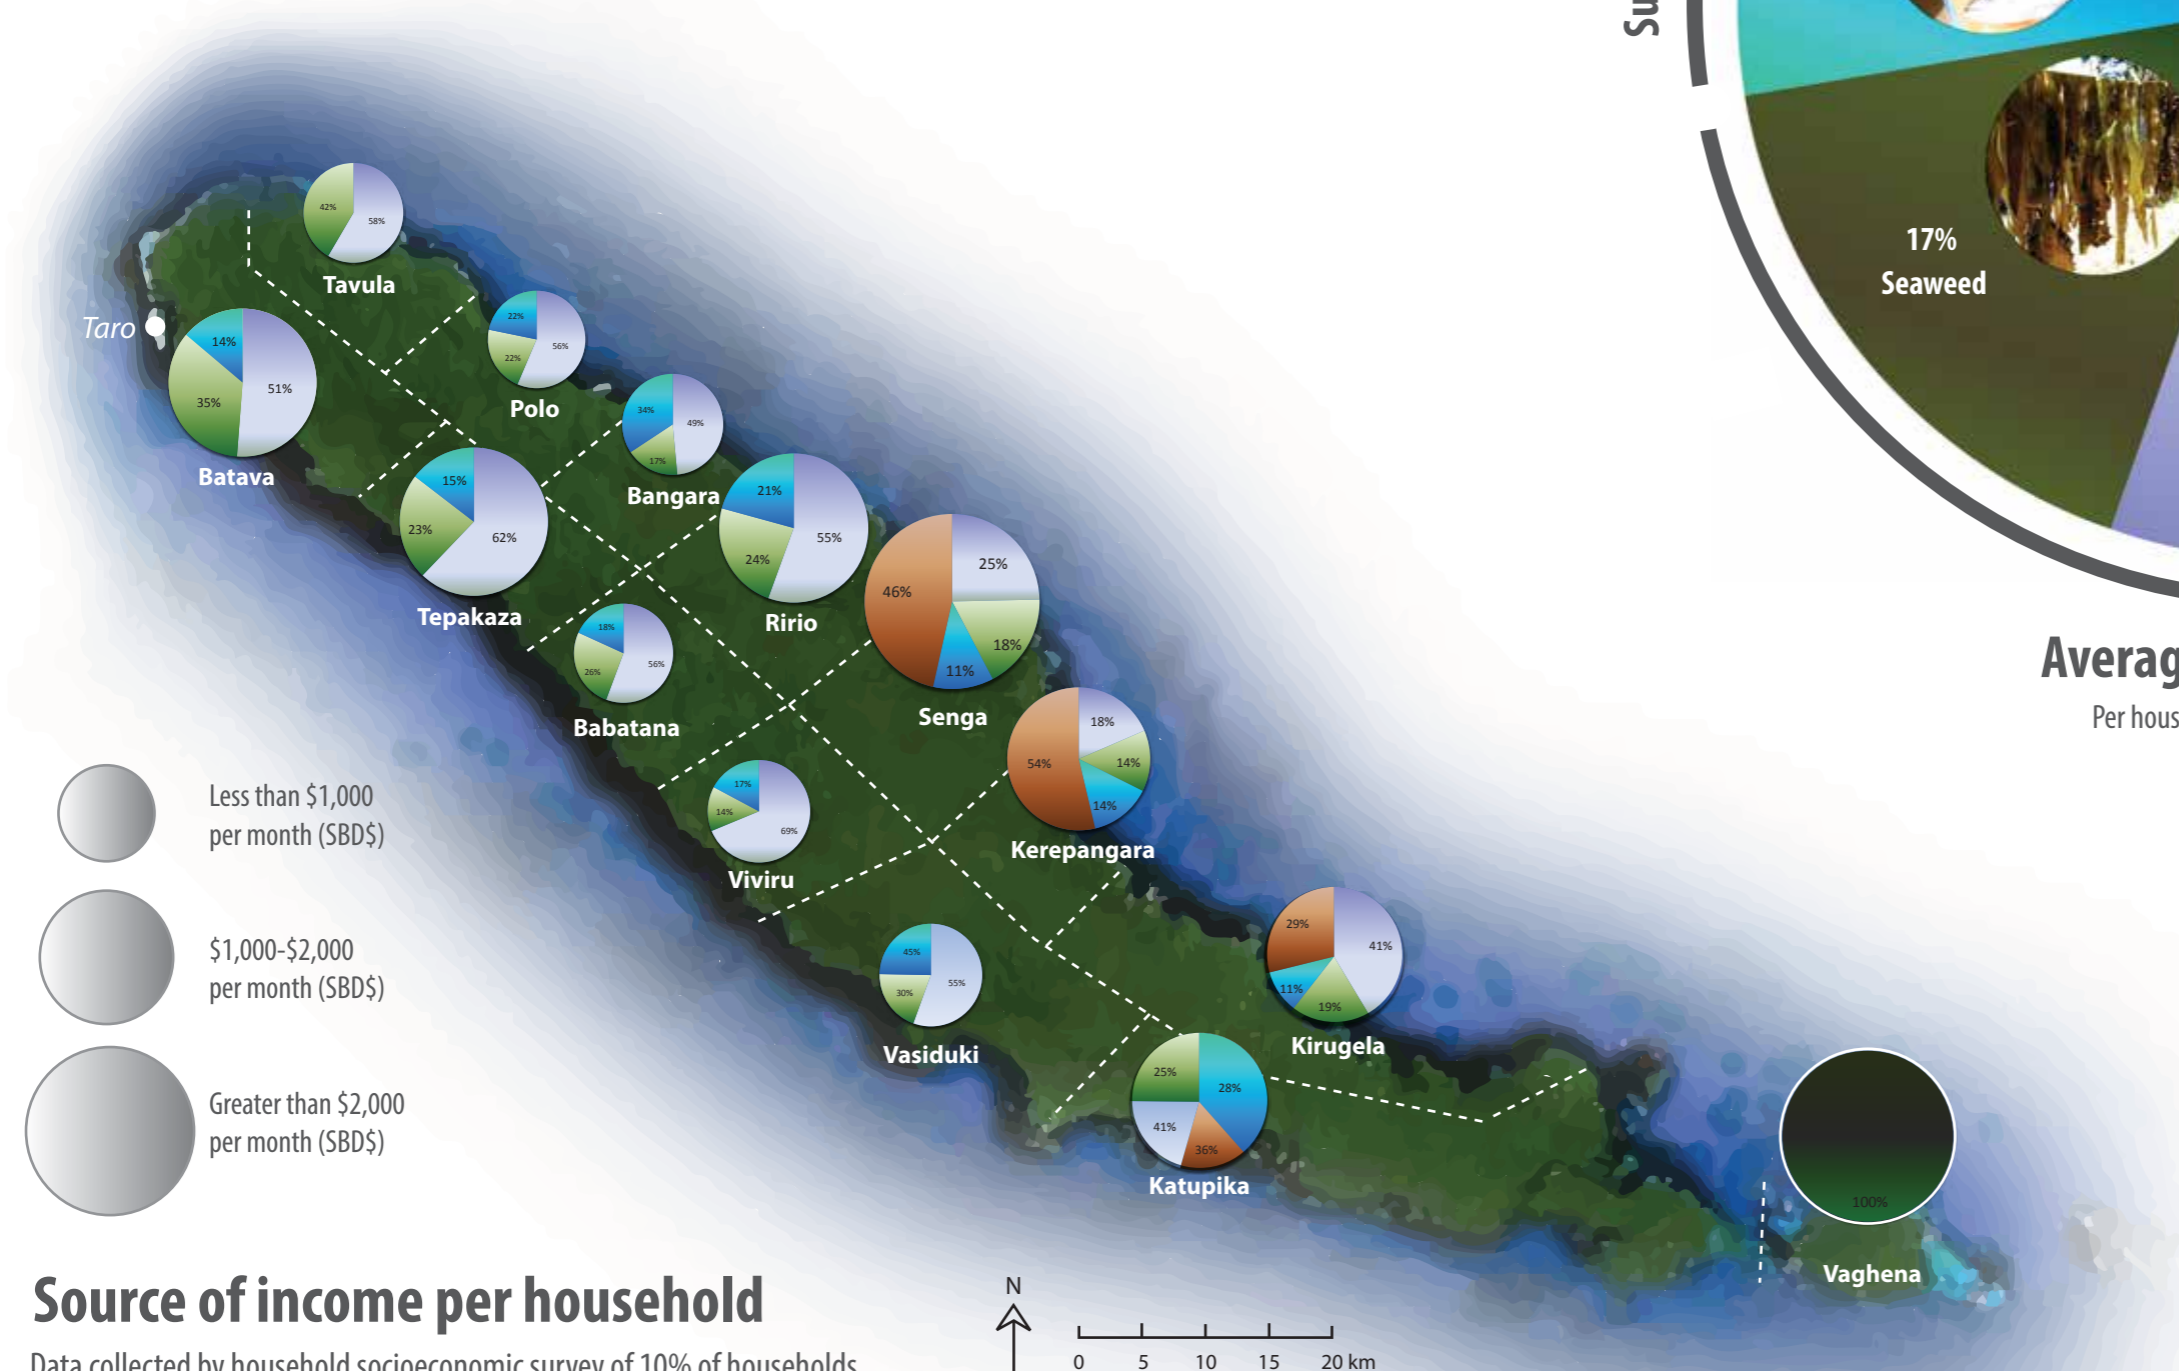 Su
17%
Seaweed
Averag
Per hous
42%
58%
Tavula
Taro
14%
51%
35%
Batava
22%
56%
22%
Polo
34%
49%
17%
Bangara
15%
23%
62%
Tepakaza
21%
55%
24%
Ririo
46%
25%
18%
11%
Senga
18%
56%
26%
Babatana
18%
54%
14%
14%
Kerepangara
17%
14%
69%
Viviru
29%
41%
11%
19%
Kirugela
45%
55%
30%
Vasiduki
25%
28%
41%
36%
Katupika
100%
Vaghena
Less than $1,000
per month (SBD$)
$1,000-$2,000
per month (SBD$)
Greater than $2,000
per month (SBD$)
Source of income per household
Data collected by household socioeconomic survey of 10% of households
N
0 5 10 15 20 km